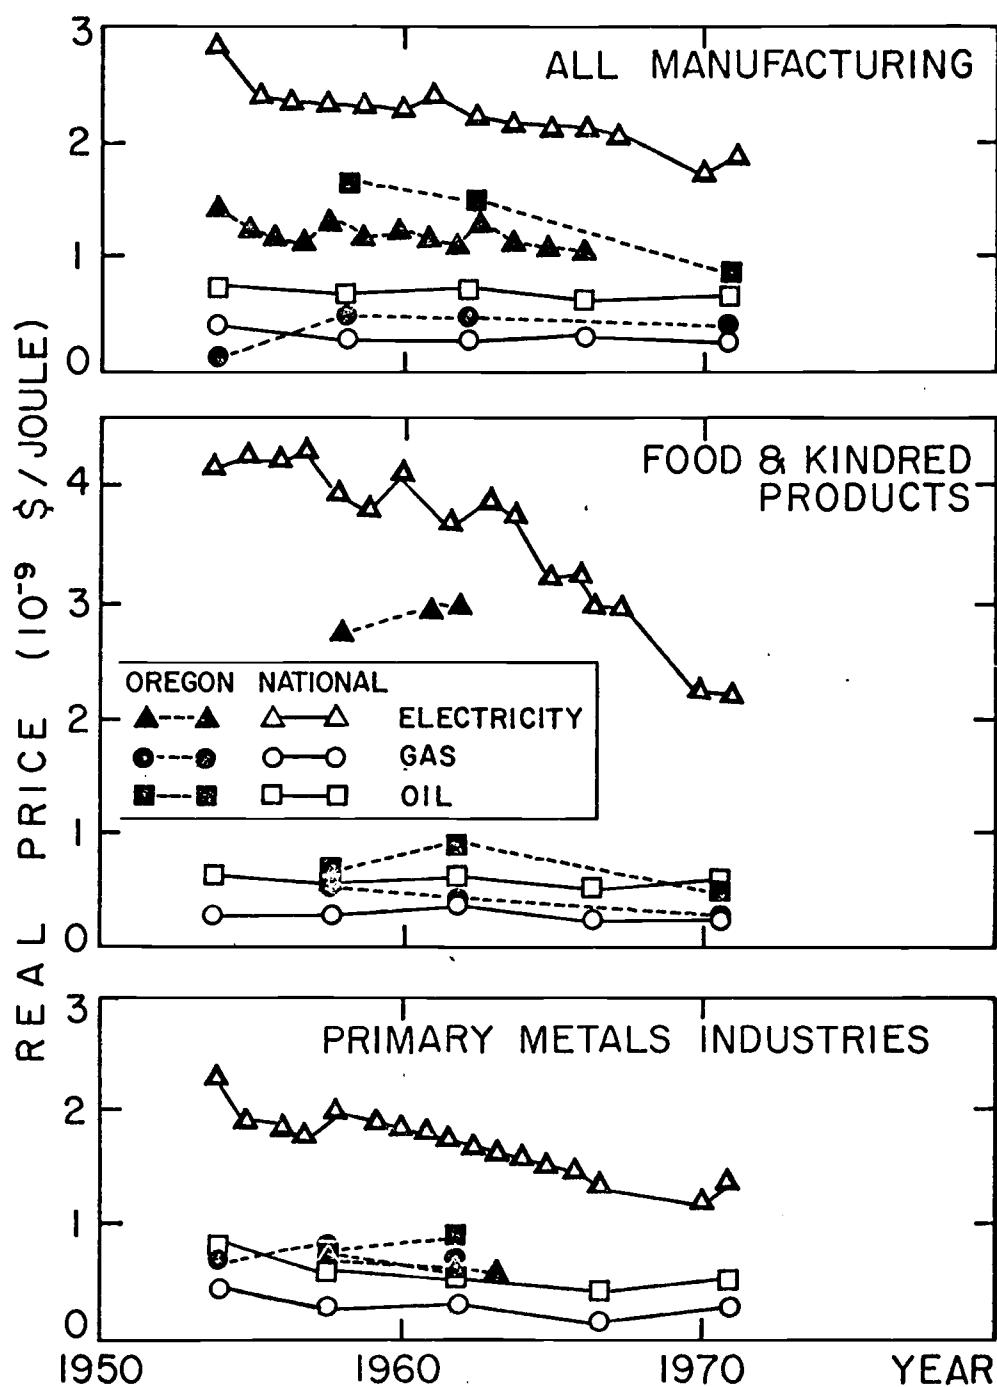 REAL PRICE (10⁻⁹ $/JOULE)
3
2
1
0
ALL MANUFACTURING
4
3
2
1
0
FOOD & KINDRED
PRODUCTS
OREGON NATIONAL
ELECTRICITY
GAS
OIL
3
2
1
0
PRIMARY METALS INDUSTRIES
1950 1960 1970 YEAR